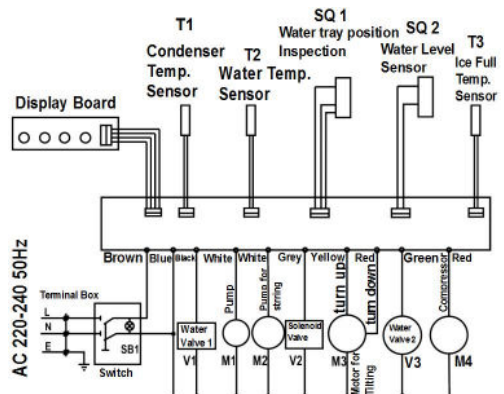 T1
Condenser
Temp.
Sensor
T2
Water Temp.
Sensor
SQ 1
Water tray position
Inspection
SQ 2
Water Level
Sensor
T3
Ice Full
Temp.
Sensor
Display Board
Brown
Blue
Black
White
White
Grey
Yellow
Red
Green
Red
AC 220-240 50Hz
Terminal Box
L
N
E
SB1
Switch
Water
Valve 1
V1
Pump
M1
Pump for
strring
M2
Solenoid
Valve
V2
turn up
turn down
M3
Motor for
Tilting
Water
Valve 2
V3
Compressor
M4